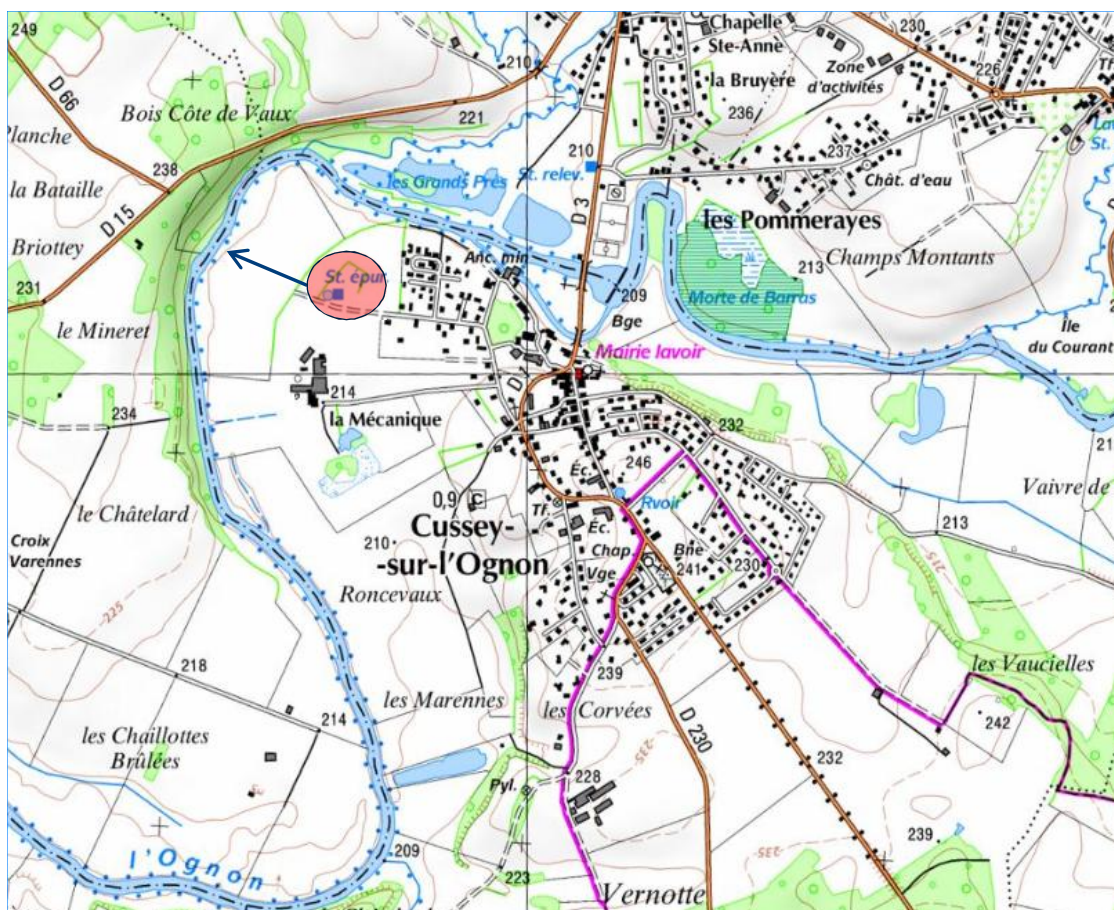 249
D 66
Planche
la Bataille
Briottey
231
Bois Côte de Vaux
238
D 15
210
221
Chapelle
Ste-Anne
la Bruyère
Zone
d'activités
230
226
236
237
Chât. d'eau
210
St. relev.
les Grands Prés
D 3
les Pommerayes
Champs Montants
213
Morte de Barras
209
Bge
Île
du Courant
Anc. min
St. épur.
le Mineret
Mairie lavoir
D 1
214
la Mécanique
234
232
246
Éc.
Rvoir
0,9 C
Tf.
Éc.
Cussey-
-sur-l'Ognon
210
Chap.
Vge
Bne
241
230
Vaivre de
213
215
le Châtelard
Croix
Varennes
225
Roncevaux
218
214
les Marennes
239
les Corvées
235
D 230
les Vaucielles
242
232
les Chaillottes
Brûlées
Pyl.
228
209
l'Ognon
223
Vernotte
235
239